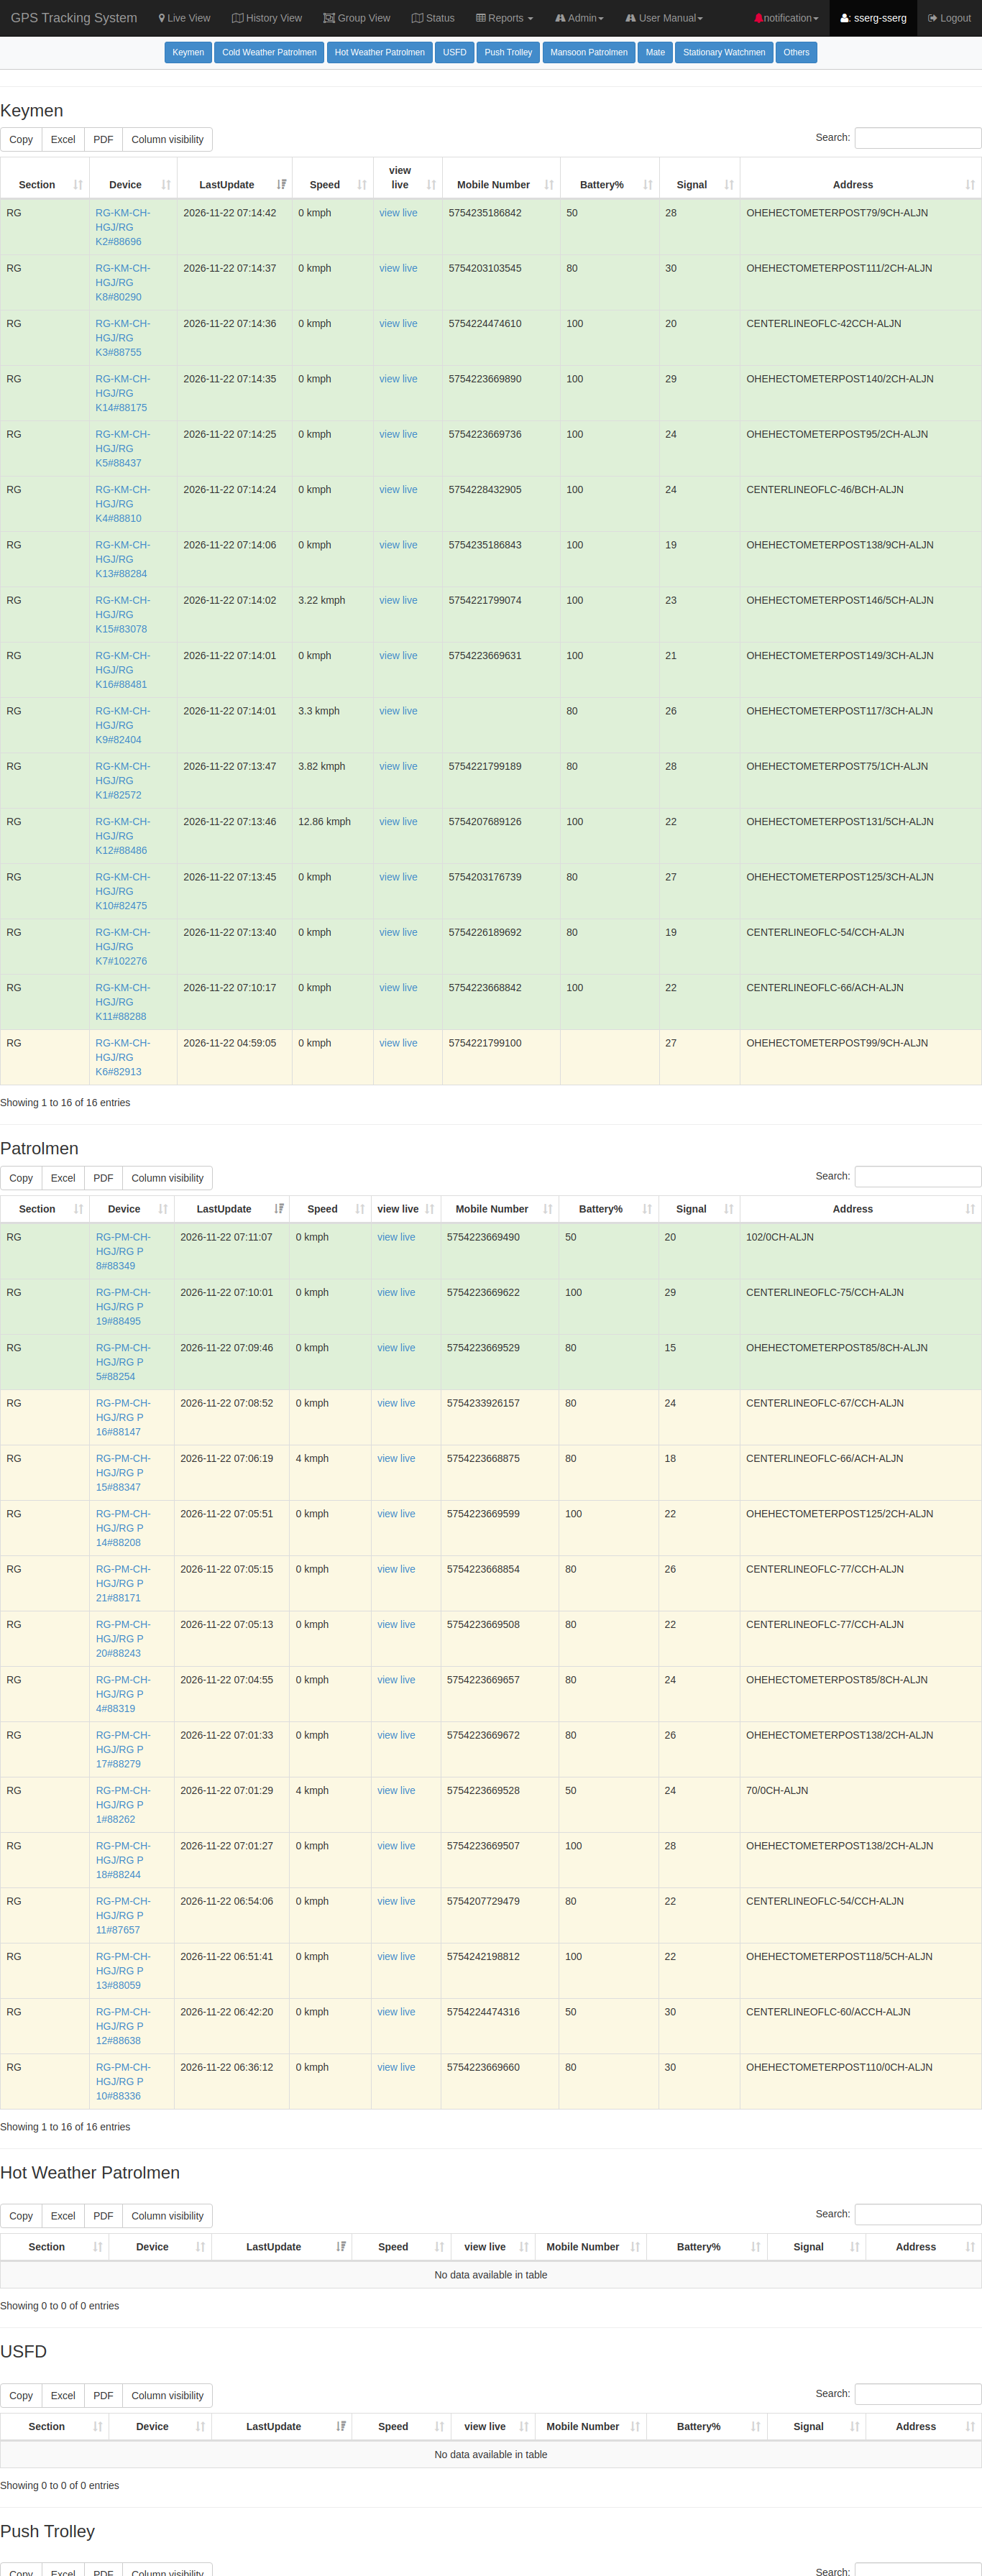 GPS Tracking System Live View History View Group View Status Reports Admin User Manual notification : sserg-sserg Logout
Keymen Cold Weather Patrolmen Hot Weather Patrolmen USFD Push Trolley Mansoon Patrolmen Mate Stationary Watchmen Others
Keymen
Copy Excel PDF Column visibility Search:
view
Section Device LastUpdate Speed live Mobile Number Battery% Signal Address
RG RG-KM-CH- 2026-11-22 07:14:42 0 kmph view live 5754235186842 50 28 OHEHECTOMETERPOST79/9CH-ALJN
HGJ/RG
K2#88696
RG RG-KM-CH- 2026-11-22 07:14:37 0 kmph view live 5754203103545 80 30 OHEHECTOMETERPOST111/2CH-ALJN
HGJ/RG
K8#80290
RG RG-KM-CH- 2026-11-22 07:14:36 0 kmph view live 5754224474610 100 20 CENTERLINEOFLC-42CCH-ALJN
HGJ/RG
K3#88755
RG RG-KM-CH- 2026-11-22 07:14:35 0 kmph view live 5754223669890 100 29 OHEHECTOMETERPOST140/2CH-ALJN
HGJ/RG
K14#88175
RG RG-KM-CH- 2026-11-22 07:14:25 0 kmph view live 5754223669736 100 24 OHEHECTOMETERPOST95/2CH-ALJN
HGJ/RG
K5#88437
RG RG-KM-CH- 2026-11-22 07:14:24 0 kmph view live 5754228432905 100 24 CENTERLINEOFLC-46/BCH-ALJN
HGJ/RG
K4#88810
RG RG-KM-CH- 2026-11-22 07:14:06 0 kmph view live 5754235186843 100 19 OHEHECTOMETERPOST138/9CH-ALJN
HGJ/RG
K13#88284
RG RG-KM-CH- 2026-11-22 07:14:02 3.22 kmph view live 5754221799074 100 23 OHEHECTOMETERPOST146/5CH-ALJN
HGJ/RG
K15#83078
RG RG-KM-CH- 2026-11-22 07:14:01 0 kmph view live 5754223669631 100 21 OHEHECTOMETERPOST149/3CH-ALJN
HGJ/RG
K16#88481
RG RG-KM-CH- 2026-11-22 07:14:01 3.3 kmph view live 80 26 OHEHECTOMETERPOST117/3CH-ALJN
HGJ/RG
K9#82404
RG RG-KM-CH- 2026-11-22 07:13:47 3.82 kmph view live 5754221799189 80 28 OHEHECTOMETERPOST75/1CH-ALJN
HGJ/RG
K1#82572
RG RG-KM-CH- 2026-11-22 07:13:46 12.86 kmph view live 5754207689126 100 22 OHEHECTOMETERPOST131/5CH-ALJN
HGJ/RG
K12#88486
RG RG-KM-CH- 2026-11-22 07:13:45 0 kmph view live 5754203176739 80 27 OHEHECTOMETERPOST125/3CH-ALJN
HGJ/RG
K10#82475
RG RG-KM-CH- 2026-11-22 07:13:40 0 kmph view live 5754226189692 80 19 CENTERLINEOFLC-54/CCH-ALJN
HGJ/RG
K7#102276
RG RG-KM-CH- 2026-11-22 07:10:17 0 kmph view live 5754223668842 100 22 CENTERLINEOFLC-66/ACH-ALJN
HGJ/RG
K11#88288
RG RG-KM-CH- 2026-11-22 04:59:05 0 kmph view live 5754221799100 27 OHEHECTOMETERPOST99/9CH-ALJN
HGJ/RG
K6#82913
Showing 1 to 16 of 16 entries
Patrolmen
Copy Excel PDF Column visibility Search:
Section Device LastUpdate Speed view live Mobile Number Battery% Signal Address
RG RG-PM-CH- 2026-11-22 07:11:07 0 kmph view live 5754223669490 50 20 102/0CH-ALJN
HGJ/RG P
8#88349
RG RG-PM-CH- 2026-11-22 07:10:01 0 kmph view live 5754223669622 100 29 CENTERLINEOFLC-75/CCH-ALJN
HGJ/RG P
19#88495
RG RG-PM-CH- 2026-11-22 07:09:46 0 kmph view live 5754223669529 80 15 OHEHECTOMETERPOST85/8CH-ALJN
HGJ/RG P
5#88254
RG RG-PM-CH- 2026-11-22 07:08:52 0 kmph view live 5754233926157 80 24 CENTERLINEOFLC-67/CCH-ALJN
HGJ/RG P
16#88147
RG RG-PM-CH- 2026-11-22 07:06:19 4 kmph view live 5754223668875 80 18 CENTERLINEOFLC-66/ACH-ALJN
HGJ/RG P
15#88347
RG RG-PM-CH- 2026-11-22 07:05:51 0 kmph view live 5754223669599 100 22 OHEHECTOMETERPOST125/2CH-ALJN
HGJ/RG P
14#88208
RG RG-PM-CH- 2026-11-22 07:05:15 0 kmph view live 5754223668854 80 26 CENTERLINEOFLC-77/CCH-ALJN
HGJ/RG P
21#88171
RG RG-PM-CH- 2026-11-22 07:05:13 0 kmph view live 5754223669508 80 22 CENTERLINEOFLC-77/CCH-ALJN
HGJ/RG P
20#88243
RG RG-PM-CH- 2026-11-22 07:04:55 0 kmph view live 5754223669657 80 24 OHEHECTOMETERPOST85/8CH-ALJN
HGJ/RG P
4#88319
RG RG-PM-CH- 2026-11-22 07:01:33 0 kmph view live 5754223669672 80 26 OHEHECTOMETERPOST138/2CH-ALJN
HGJ/RG P
17#88279
RG RG-PM-CH- 2026-11-22 07:01:29 4 kmph view live 5754223669528 50 24 70/0CH-ALJN
HGJ/RG P
1#88262
RG RG-PM-CH- 2026-11-22 07:01:27 0 kmph view live 5754223669507 100 28 OHEHECTOMETERPOST138/2CH-ALJN
HGJ/RG P
18#88244
RG RG-PM-CH- 2026-11-22 06:54:06 0 kmph view live 5754207729479 80 22 CENTERLINEOFLC-54/CCH-ALJN
HGJ/RG P
11#87657
RG RG-PM-CH- 2026-11-22 06:51:41 0 kmph view live 5754242198812 100 22 OHEHECTOMETERPOST118/5CH-ALJN
HGJ/RG P
13#88059
RG RG-PM-CH- 2026-11-22 06:42:20 0 kmph view live 5754224474316 50 30 CENTERLINEOFLC-60/ACCH-ALJN
HGJ/RG P
12#88638
RG RG-PM-CH- 2026-11-22 06:36:12 0 kmph view live 5754223669660 80 30 OHEHECTOMETERPOST110/0CH-ALJN
HGJ/RG P
10#88336
Showing 1 to 16 of 16 entries
Hot Weather Patrolmen
Copy Excel PDF Column visibility Search:
Section Device LastUpdate Speed view live Mobile Number Battery% Signal Address
No data available in table
Showing 0 to 0 of 0 entries
USFD
Copy Excel PDF Column visibility Search:
Section Device LastUpdate Speed view live Mobile Number Battery% Signal Address
No data available in table
Showing 0 to 0 of 0 entries
Push Trolley
Copy Excel PDF Column visibility Search: